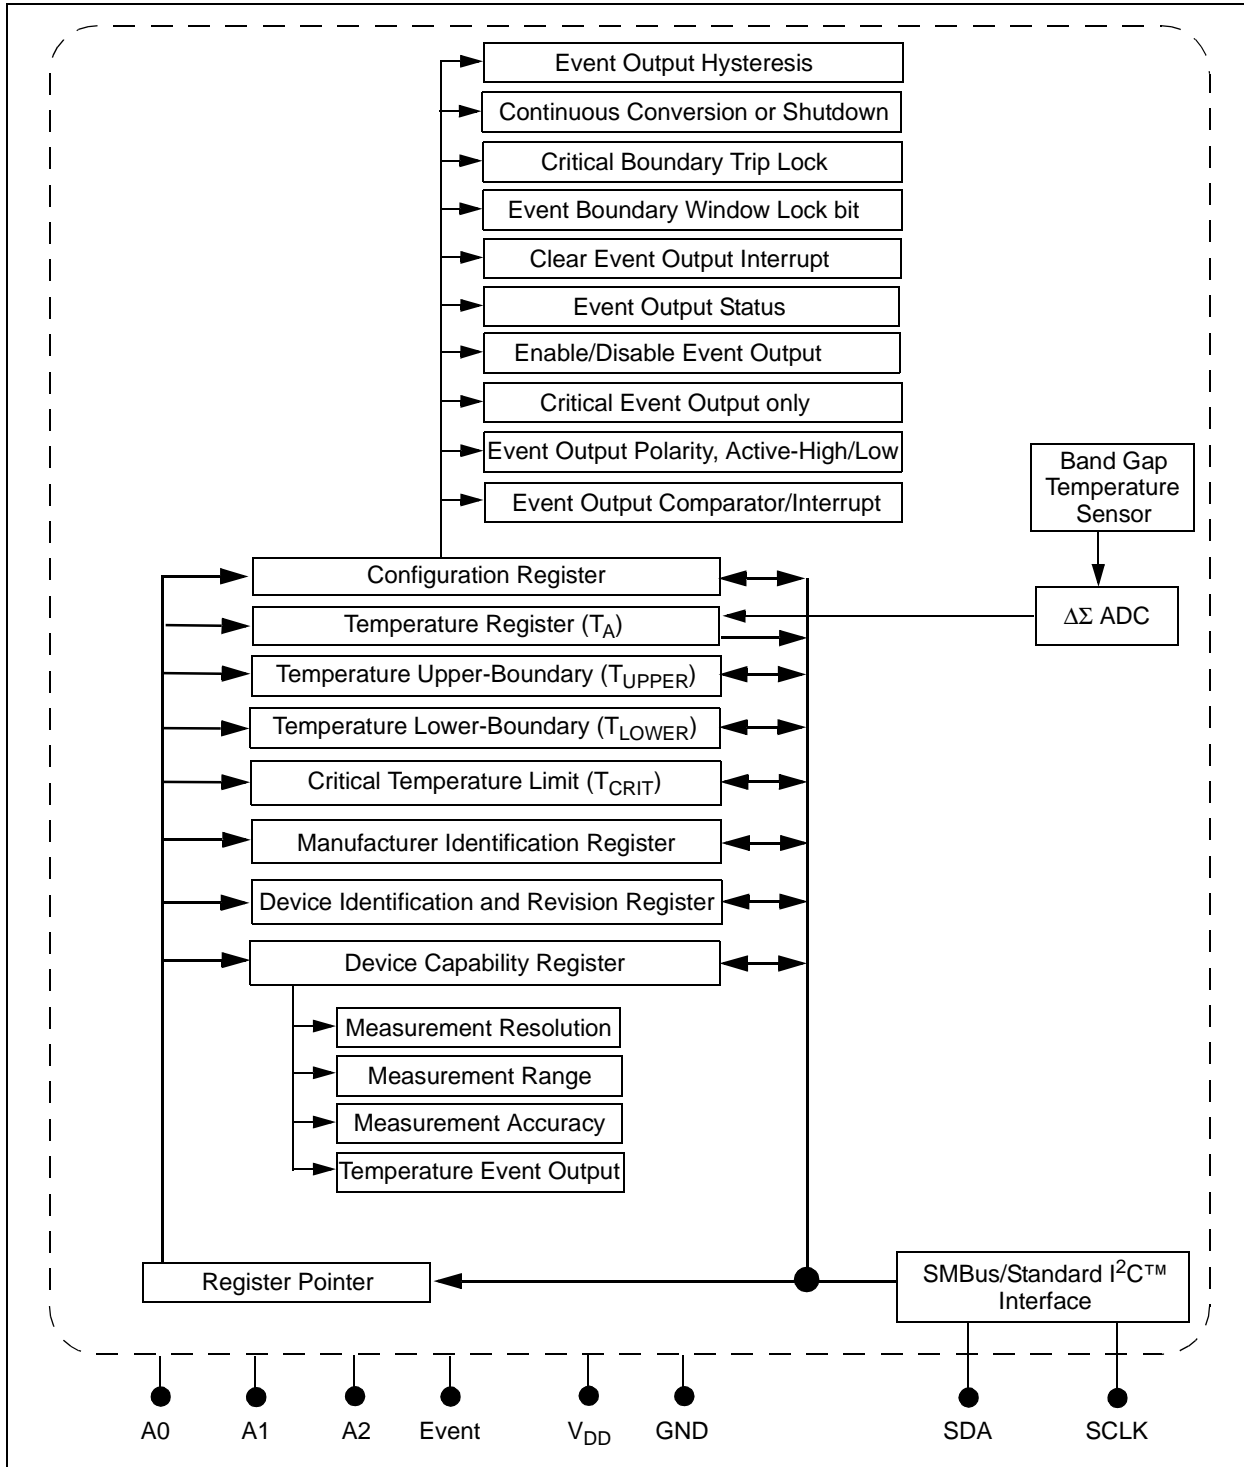 Event Output Hysteresis
Continuous Conversion or Shutdown
Critical Boundary Trip Lock
Event Boundary Window Lock bit
Clear Event Output Interrupt
Event Output Status
Enable/Disable Event Output
Critical Event Output only
Event Output Polarity, Active-High/Low
Event Output Comparator/Interrupt
Band Gap
Temperature
Sensor
Configuration Register
Temperature Register (TA)
ΔΣ ADC
Temperature Upper-Boundary (TUPPER)
Temperature Lower-Boundary (TLOWER)
Critical Temperature Limit (TCRIT)
Manufacturer Identification Register
Device Identification and Revision Register
Device Capability Register
Measurement Resolution
Measurement Range
Measurement Accuracy
Temperature Event Output
Register Pointer
SMBus/Standard I2C™
Interface
A0
A1
A2
Event
VDD
GND
SDA
SCLK